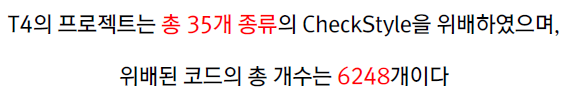 T4의 프로젝트는 총 35개 종류의 CheckStyle을 위배하였으며,
위배된 코드의 총 개수는 6248개이다